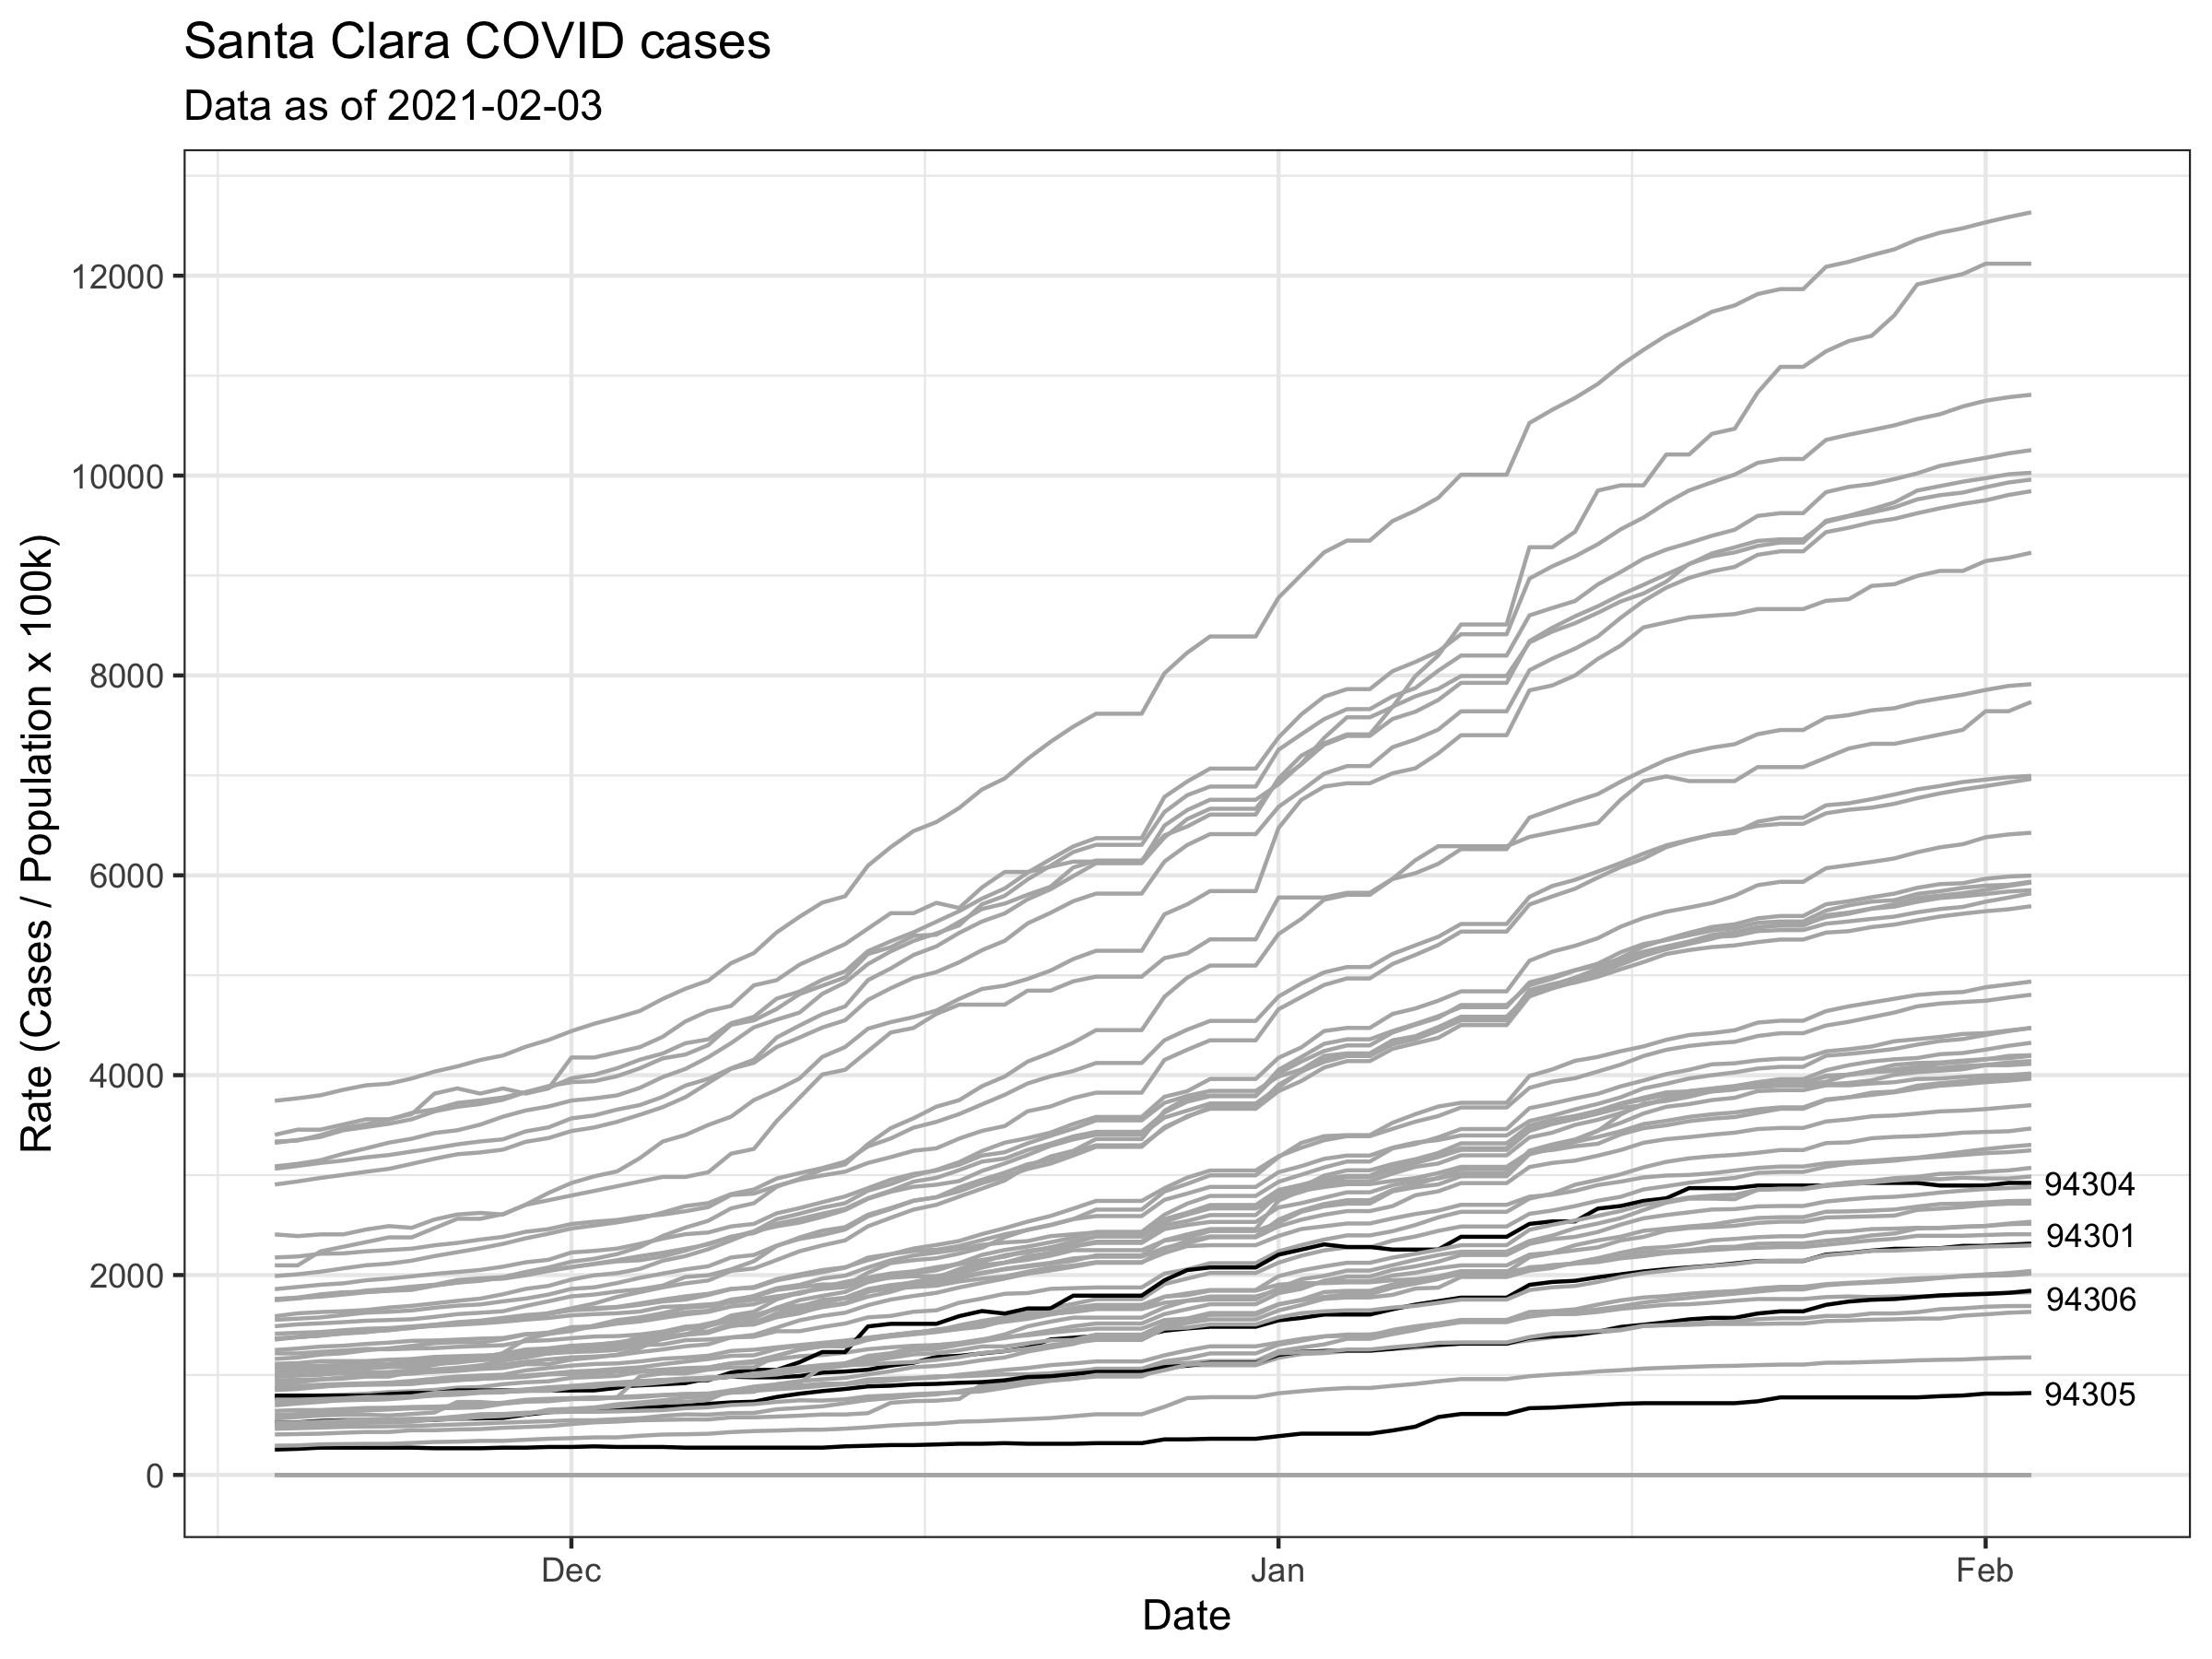 Santa Clara COVID cases
Data as of 2021-02-03
Rate (Cases / Population x 100k)
12000
10000
8000
6000
4000
2000
0
94304
94301
94306
94305
Dec
Jan
Feb
Date